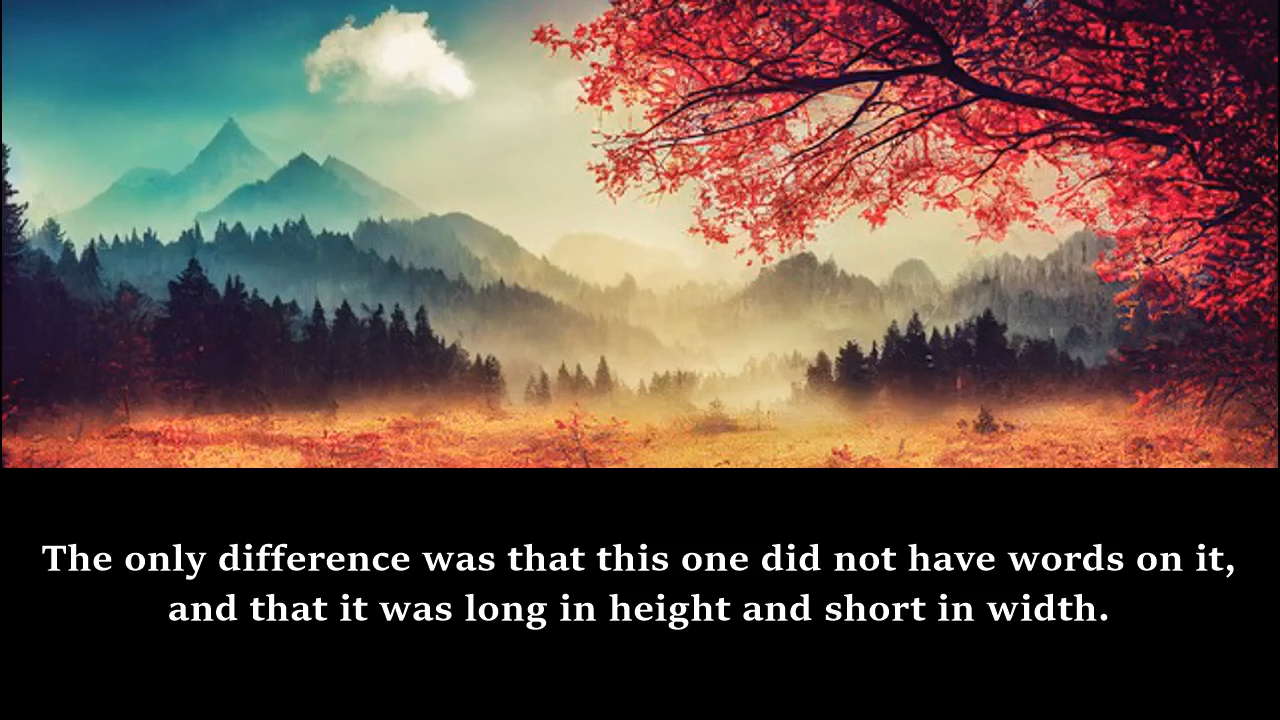 The only difference was that this one did not have words on it,
and that it was long in height and short in width.